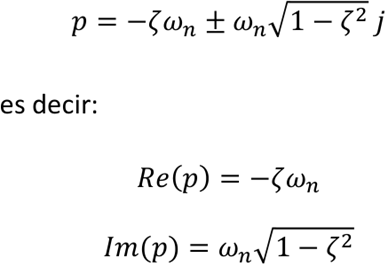 p = −ζωₙ ± ωₙ√(1 − ζ²) j
es decir:
Re(p) = −ζωₙ
Im(p) = ωₙ√(1 − ζ²)